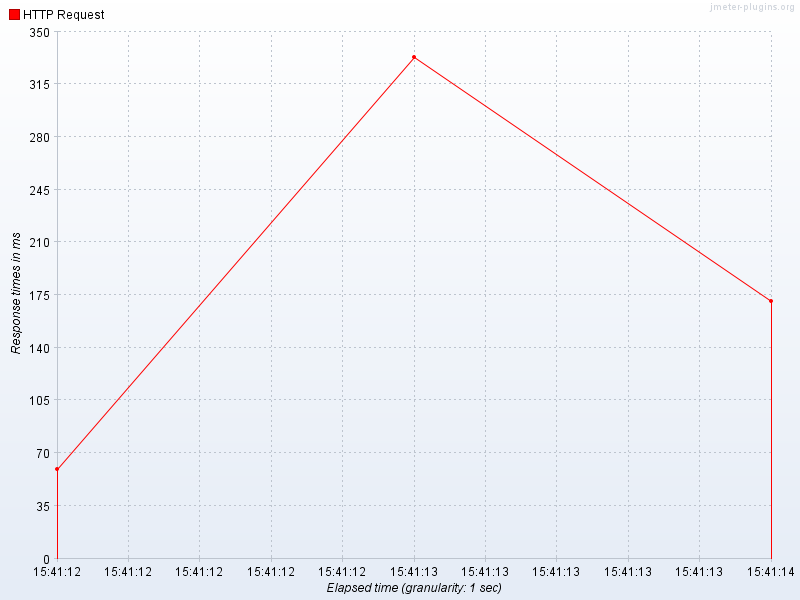 jmeter-plugins.org
HTTP Request
350
315
280
245
210
175
140
105
70
35
0
Response times in ms
15:41:12 15:41:12 15:41:12 15:41:12 15:41:12 15:41:13 15:41:13 15:41:13 15:41:13 15:41:13 15:41:14
Elapsed time (granularity: 1 sec)